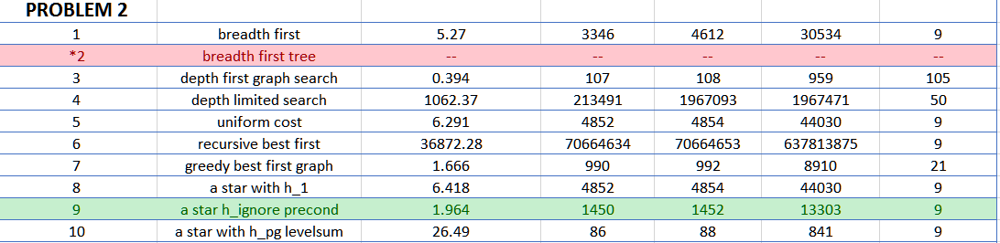 PROBLEM 2
1 breadth first 5.27 3346 4612 30534 9
*2 breadth first tree -- -- -- -- --
3 depth first graph search 0.394 107 108 959 105
4 depth limited search 1062.37 213491 1967093 1967471 50
5 uniform cost 6.291 4852 4854 44030 9
6 recursive best first 36872.28 70664634 70664653 637813875 9
7 greedy best first graph 1.666 990 992 8910 21
8 a star with h_1 6.418 4852 4854 44030 9
9 a star h_ignore precond 1.964 1450 1452 13303 9
10 a star with h_pg levelsum 26.49 86 88 841 9